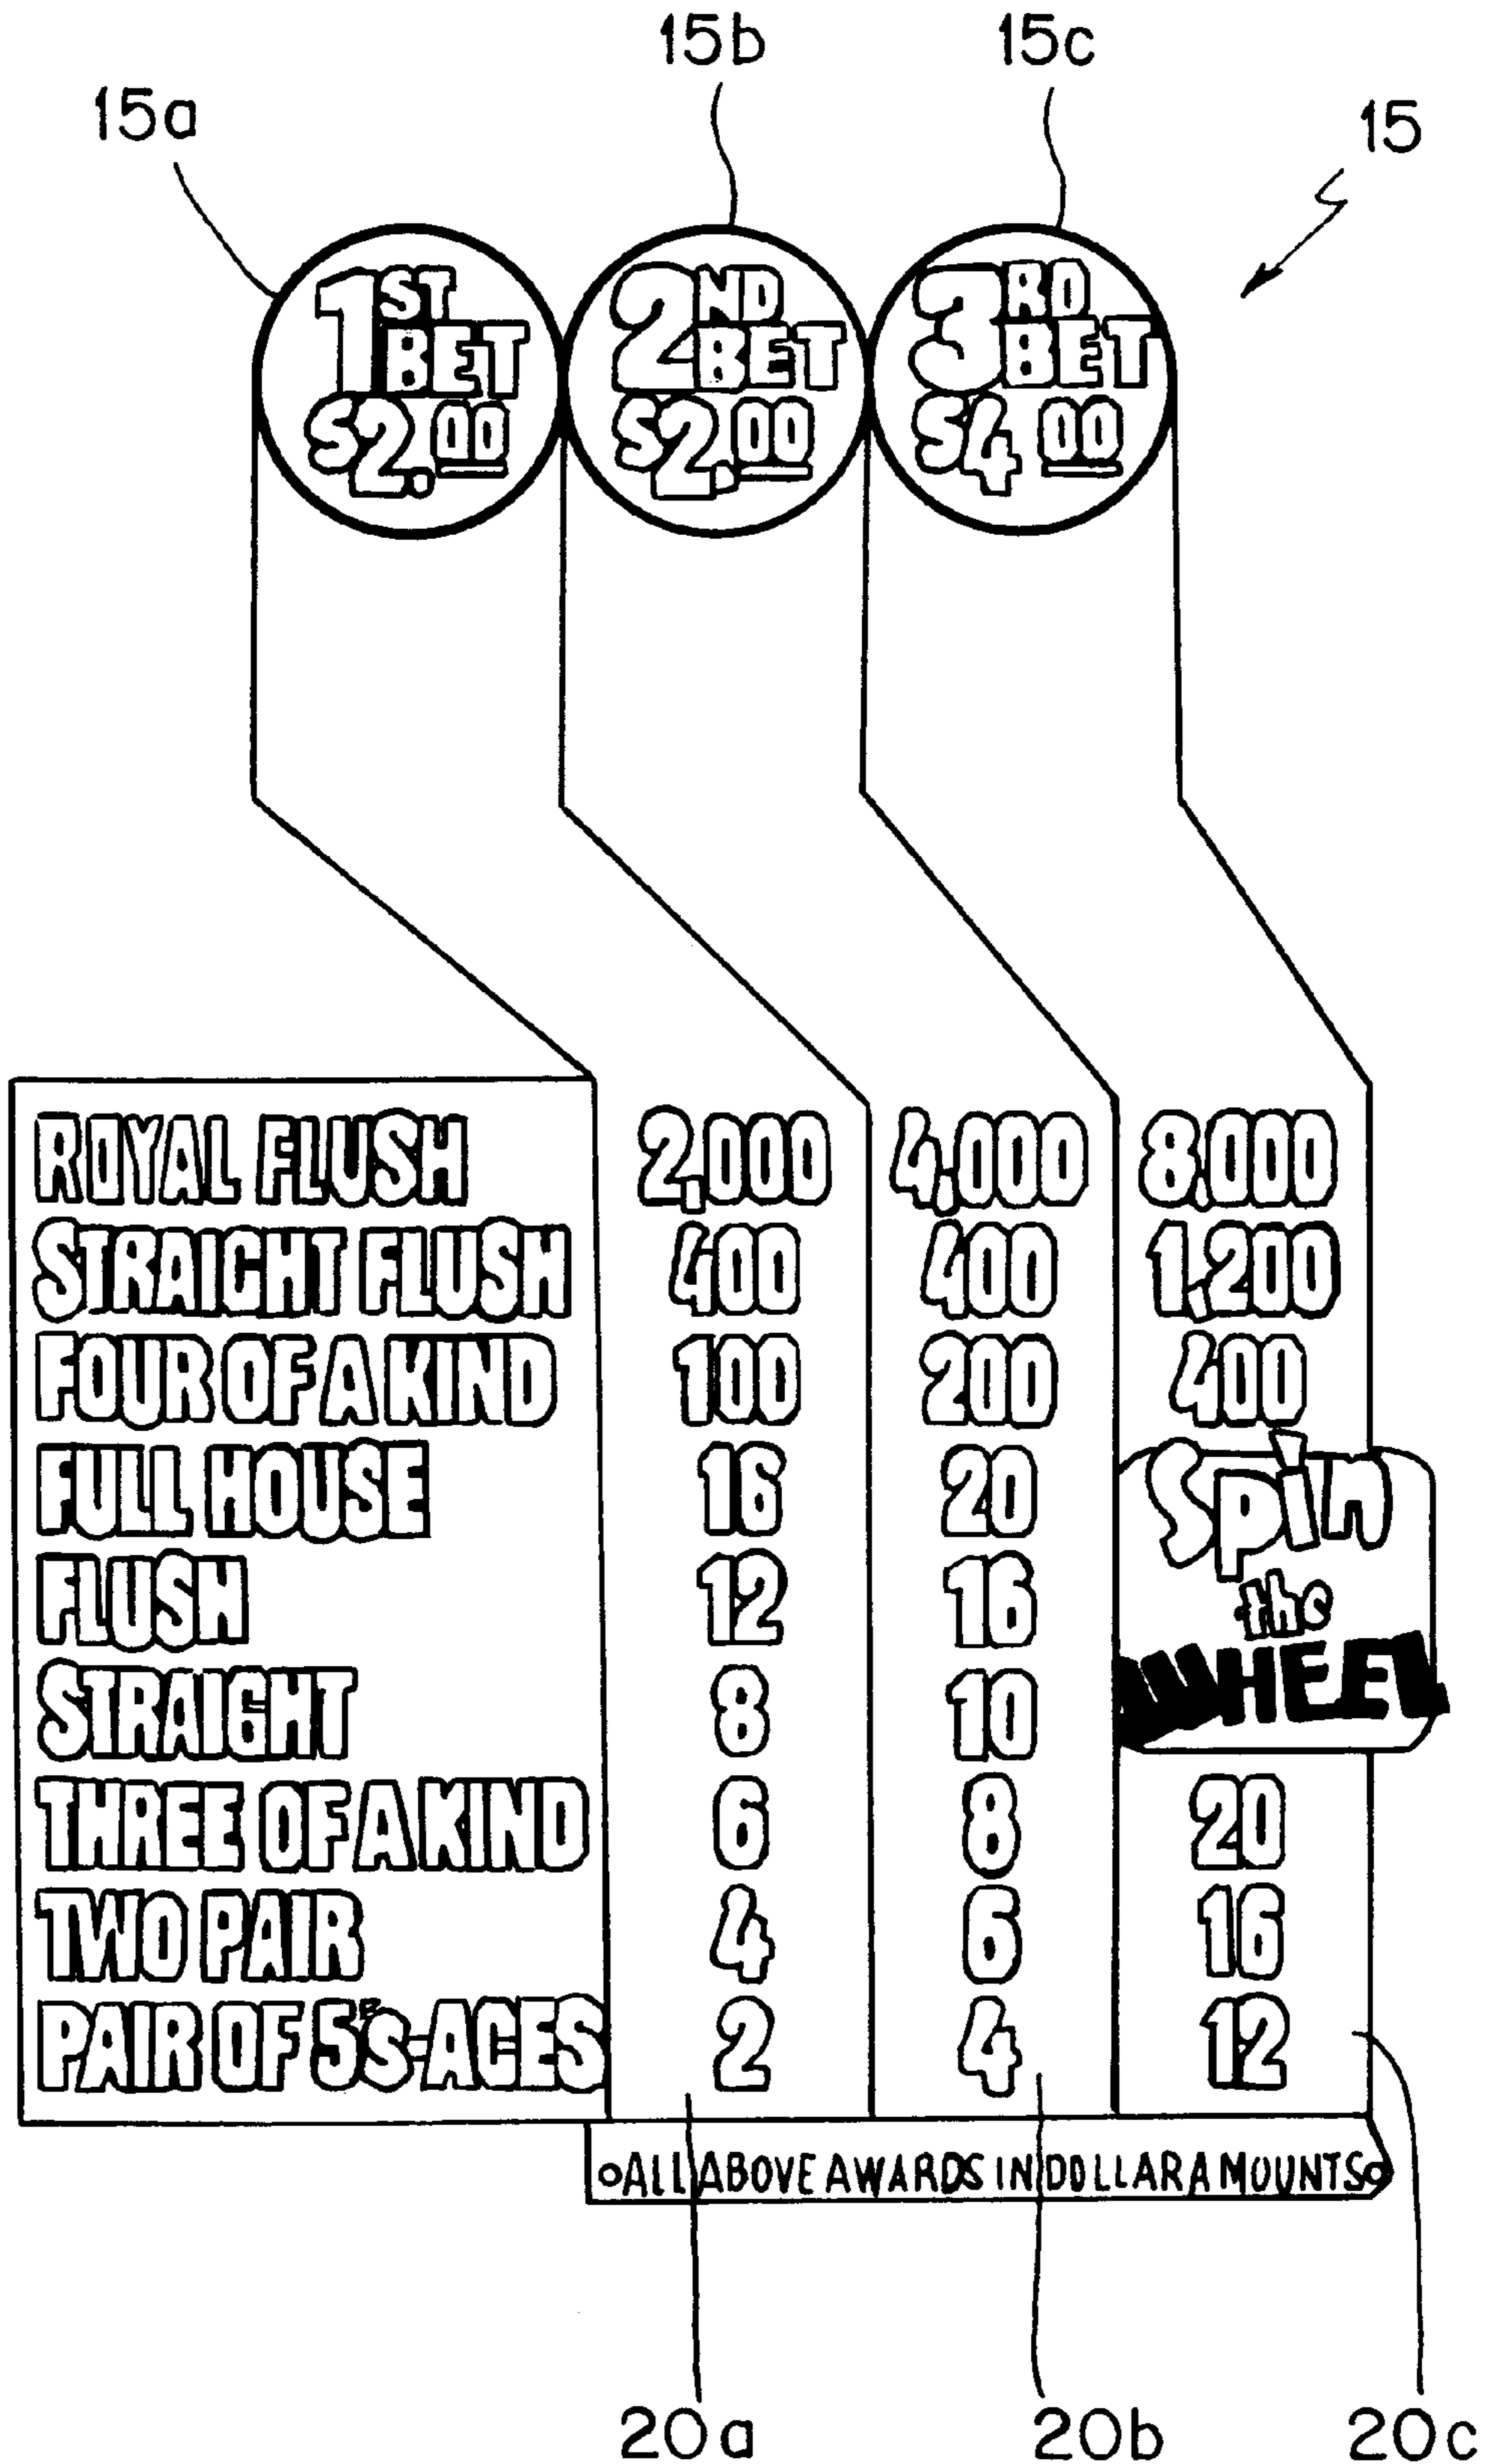 15b 15c
15a 15
1ST BET $2.00
2ND BET $2.00
3RD BET $4 00
ROYAL FLUSH 2,000 4,000 8,000
STRAIGHT FLUSH 400 400 1,200
FOUR OF A KIND 100 200 400
FULL HOUSE 16 20 Spin
FLUSH 12 16 the
STRAIGHT 8 10 WHEEL
THREE OF A KIND 6 8 20
TWO PAIR 4 6 16
PAIR OF 5's-ACES 2 4 12
ALL ABOVE AWARDS IN DOLLAR AMOUNTS
20a 20b 20c